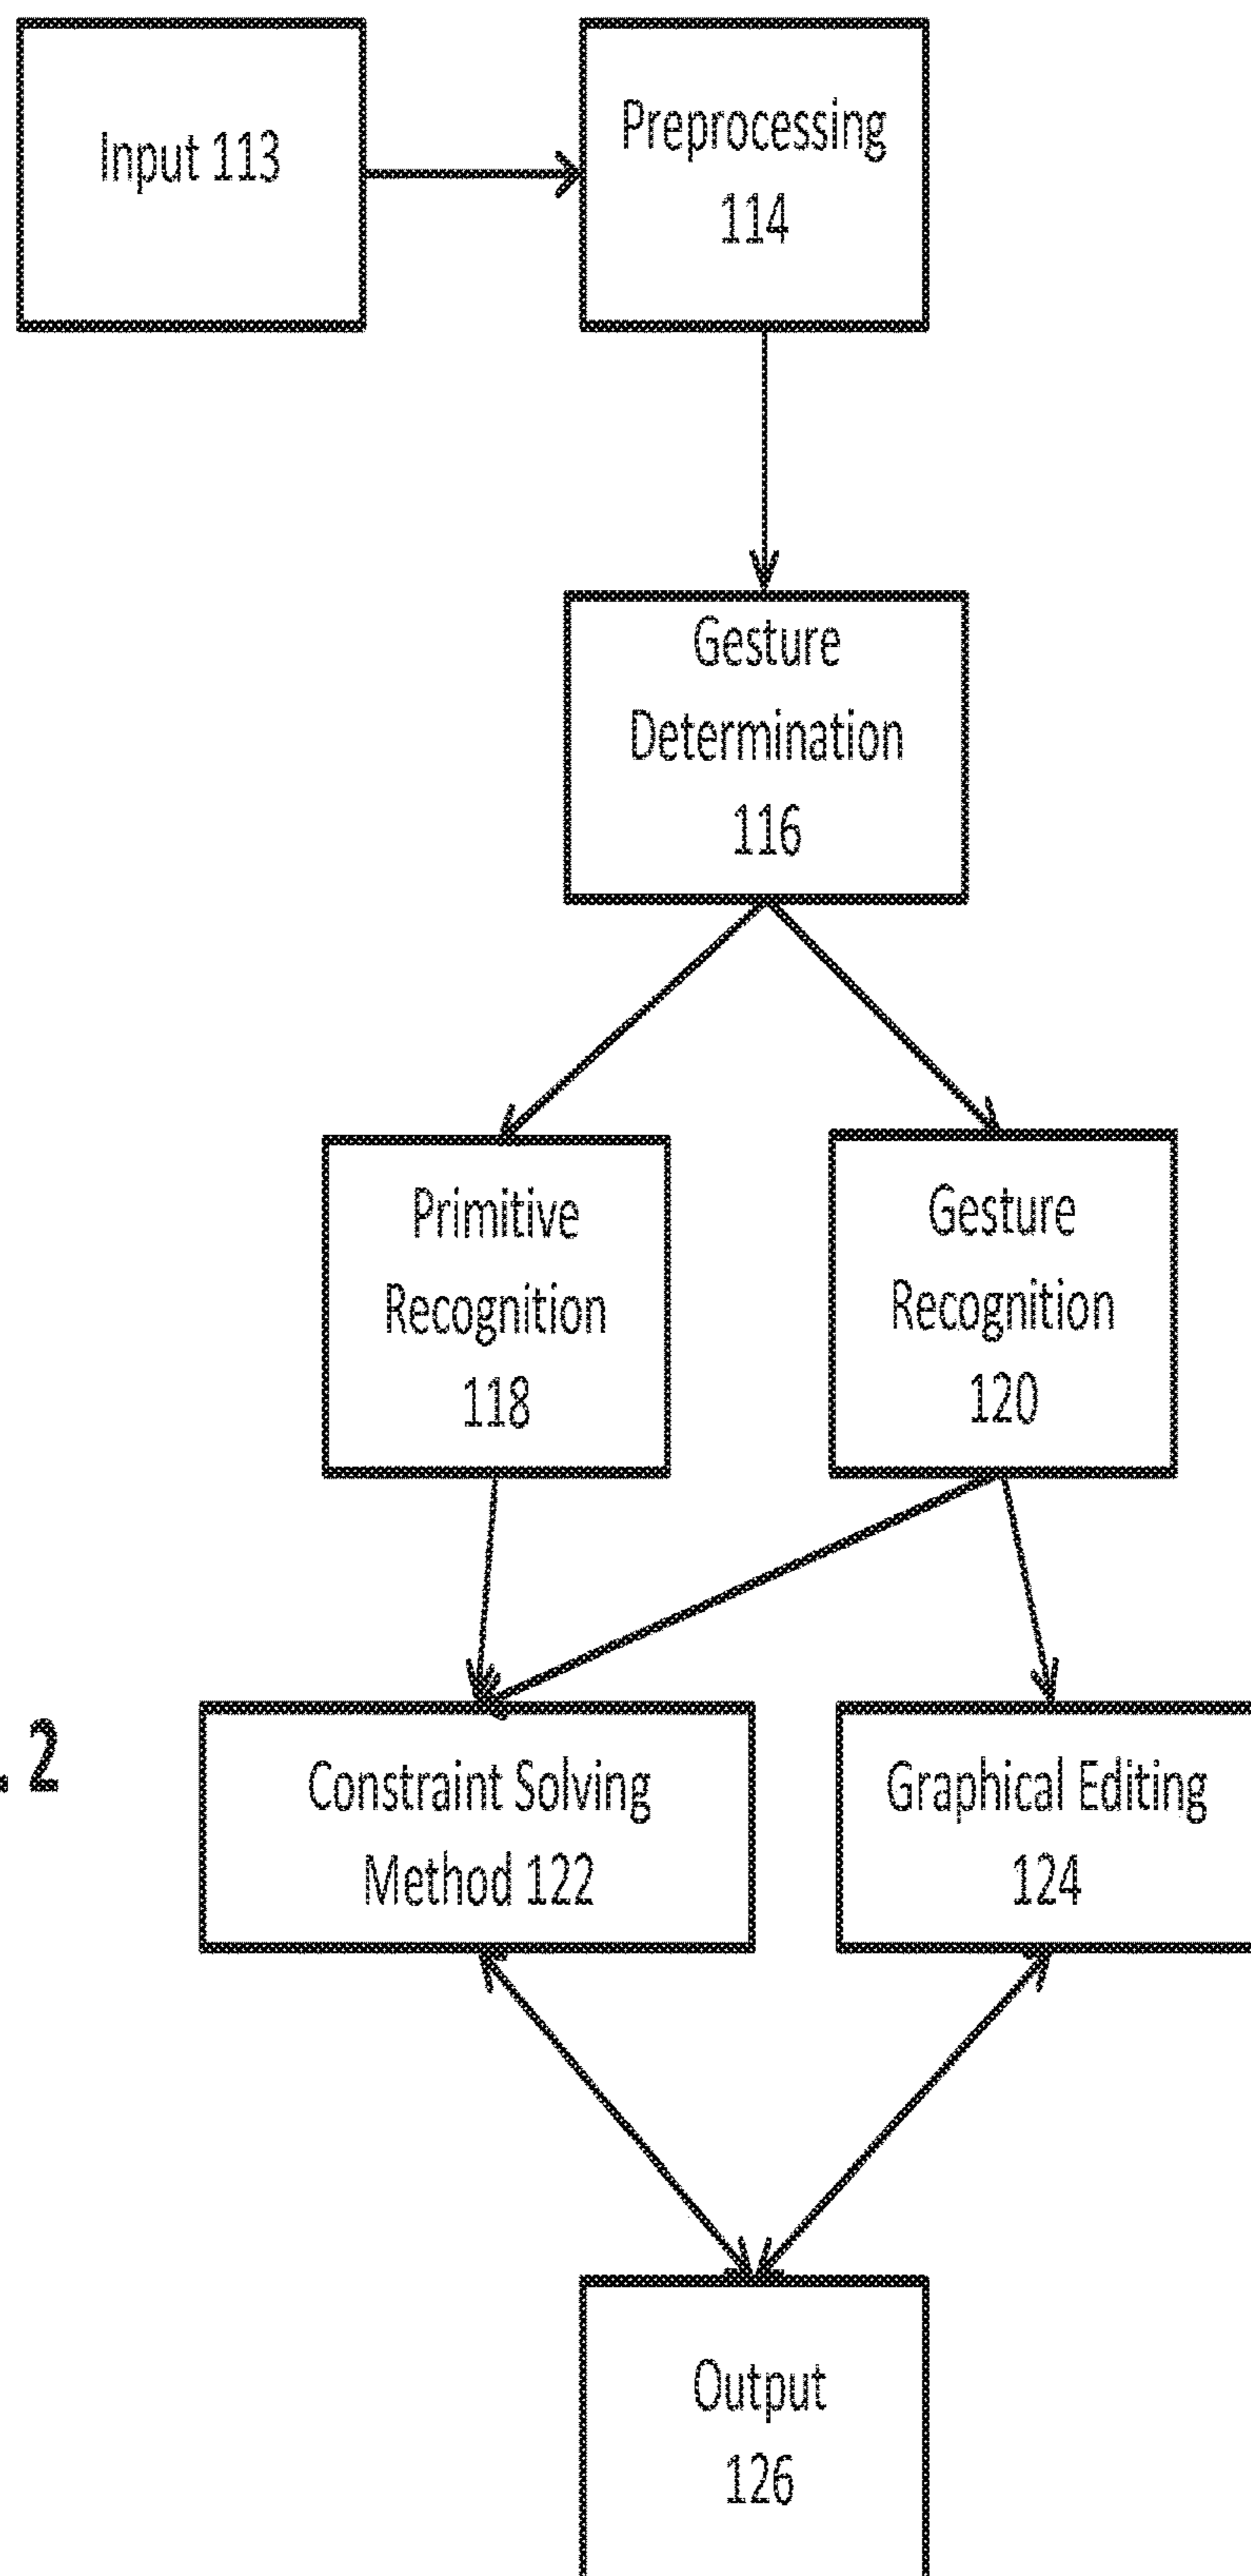 Input 113
Preprocessing
114
Gesture
Determination
116
Primitive
Recognition
118
Gesture
Recognition
120
. 2
Constraint Solving
Method 122
Graphical Editing
124
Output
126